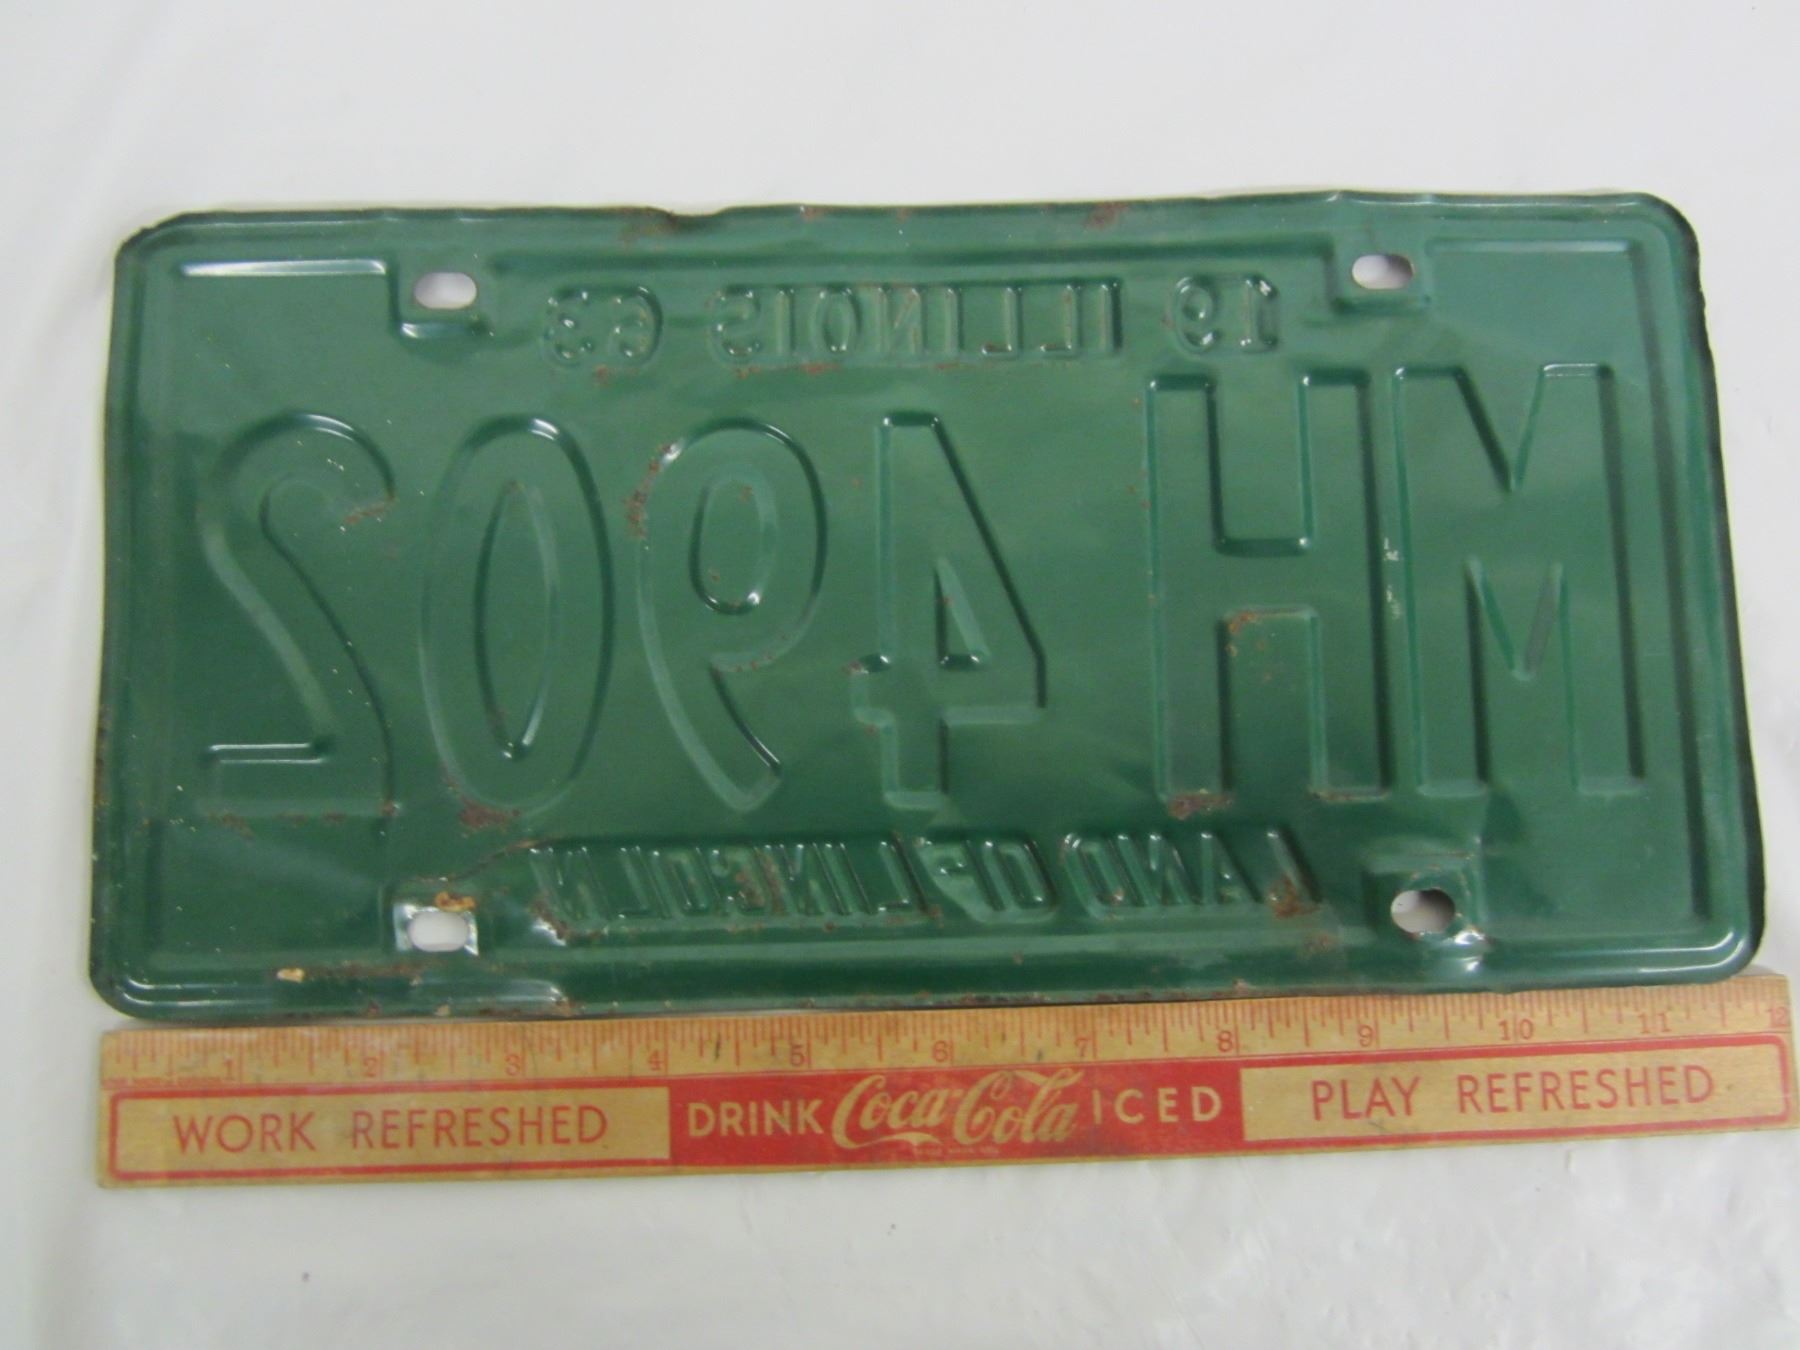 19 ILLINOIS 63
MH 4902
LAND OF LINCOLN
1 2 3 4 5 6 7 8 9 10 11 12
WORK REFRESHED DRINK Coca-Cola ICED PLAY REFRESHED